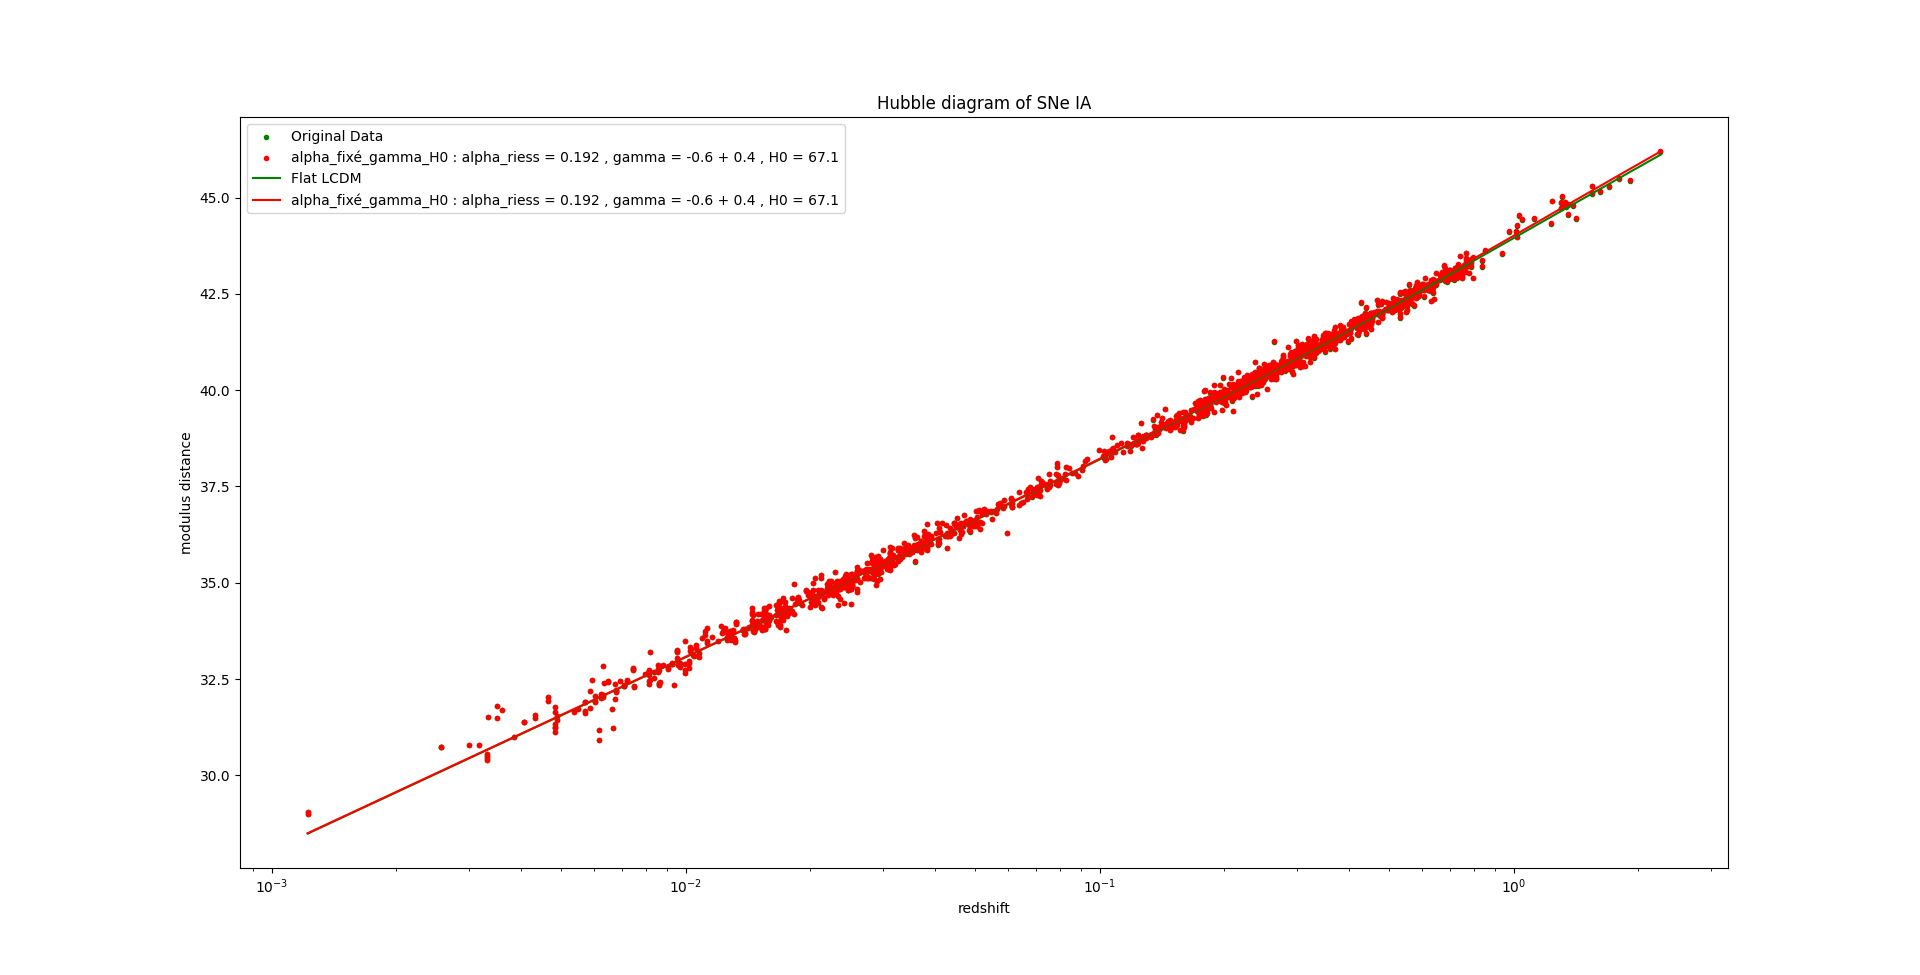 Hubble diagram of SNe IA
Original Data
alpha_fixé_gamma_H0 : alpha_riess = 0.192 , gamma = -0.6 + 0.4 , H0 = 67.1
Flat LCDM
alpha_fixé_gamma_H0 : alpha_riess = 0.192 , gamma = -0.6 + 0.4 , H0 = 67.1
45.0
42.5
40.0
37.5
35.0
32.5
30.0
modulus distance
10⁻³ 10⁻² 10⁻¹ 10⁰
redshift